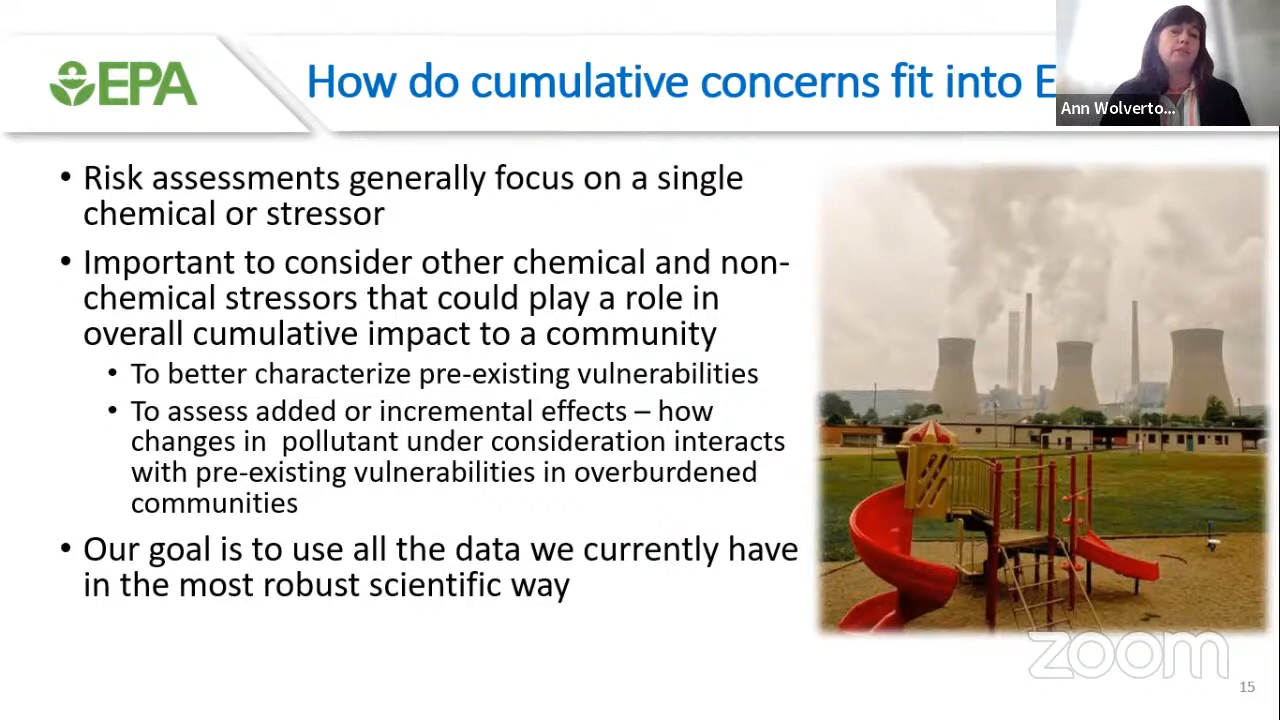 EPA
How do cumulative concerns fit into E
Ann Wolverto...
• Risk assessments generally focus on a single
chemical or stressor
• Important to consider other chemical and non-
chemical stressors that could play a role in
overall cumulative impact to a community
• To better characterize pre-existing vulnerabilities
• To assess added or incremental effects – how
changes in  pollutant under consideration interacts
with pre-existing vulnerabilities in overburdened
communities
• Our goal is to use all the data we currently have
in the most robust scientific way
zoom
15